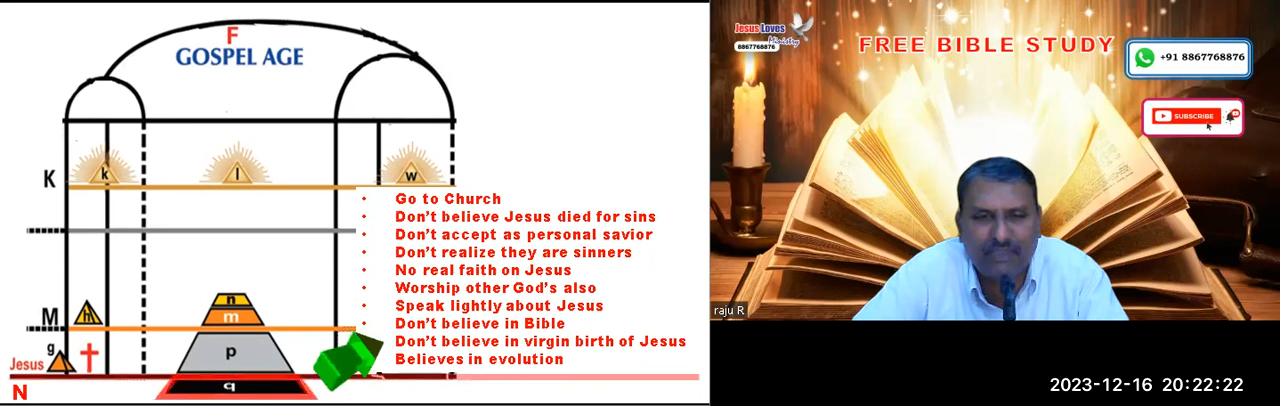 F
GOSPEL AGE
K
k
l
w
• Go to Church
• Don't believe Jesus died for sins
• Don't accept as personal savior
• Don't realize they are sinners
• No real faith on Jesus
• Worship other God's also
• Speak lightly about Jesus
• Don't believe in Bible
Don't believe in virgin birth of Jesus
Believes in evolution
M
h
n
m
g
Jesus
p
q
N
Jesus Loves
Ministry
8867768876
FREE BIBLE STUDY
+91 8867768876
SUBSCRIBE
raju R
2023-12-16 20:22:22